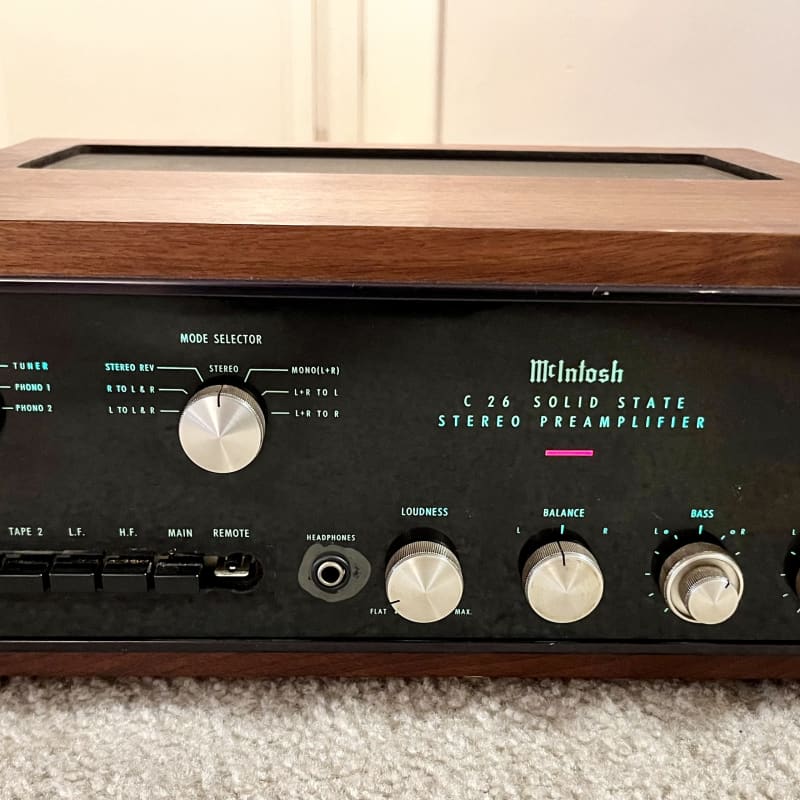 TUNER
PHONO 1
PHONO 2
MODE SELECTOR
STEREO REV
STEREO
MONO(L+R)
R TO L & R
L+R TO L
L TO L & R
L+R TO R
McIntosh
C 26 SOLID STATE
STEREO PREAMPLIFIER
TAPE 2
L.F.
H.F.
MAIN
REMOTE
HEADPHONES
LOUDNESS
FLAT
MAX.
BALANCE
L
R
BASS
L
R
L